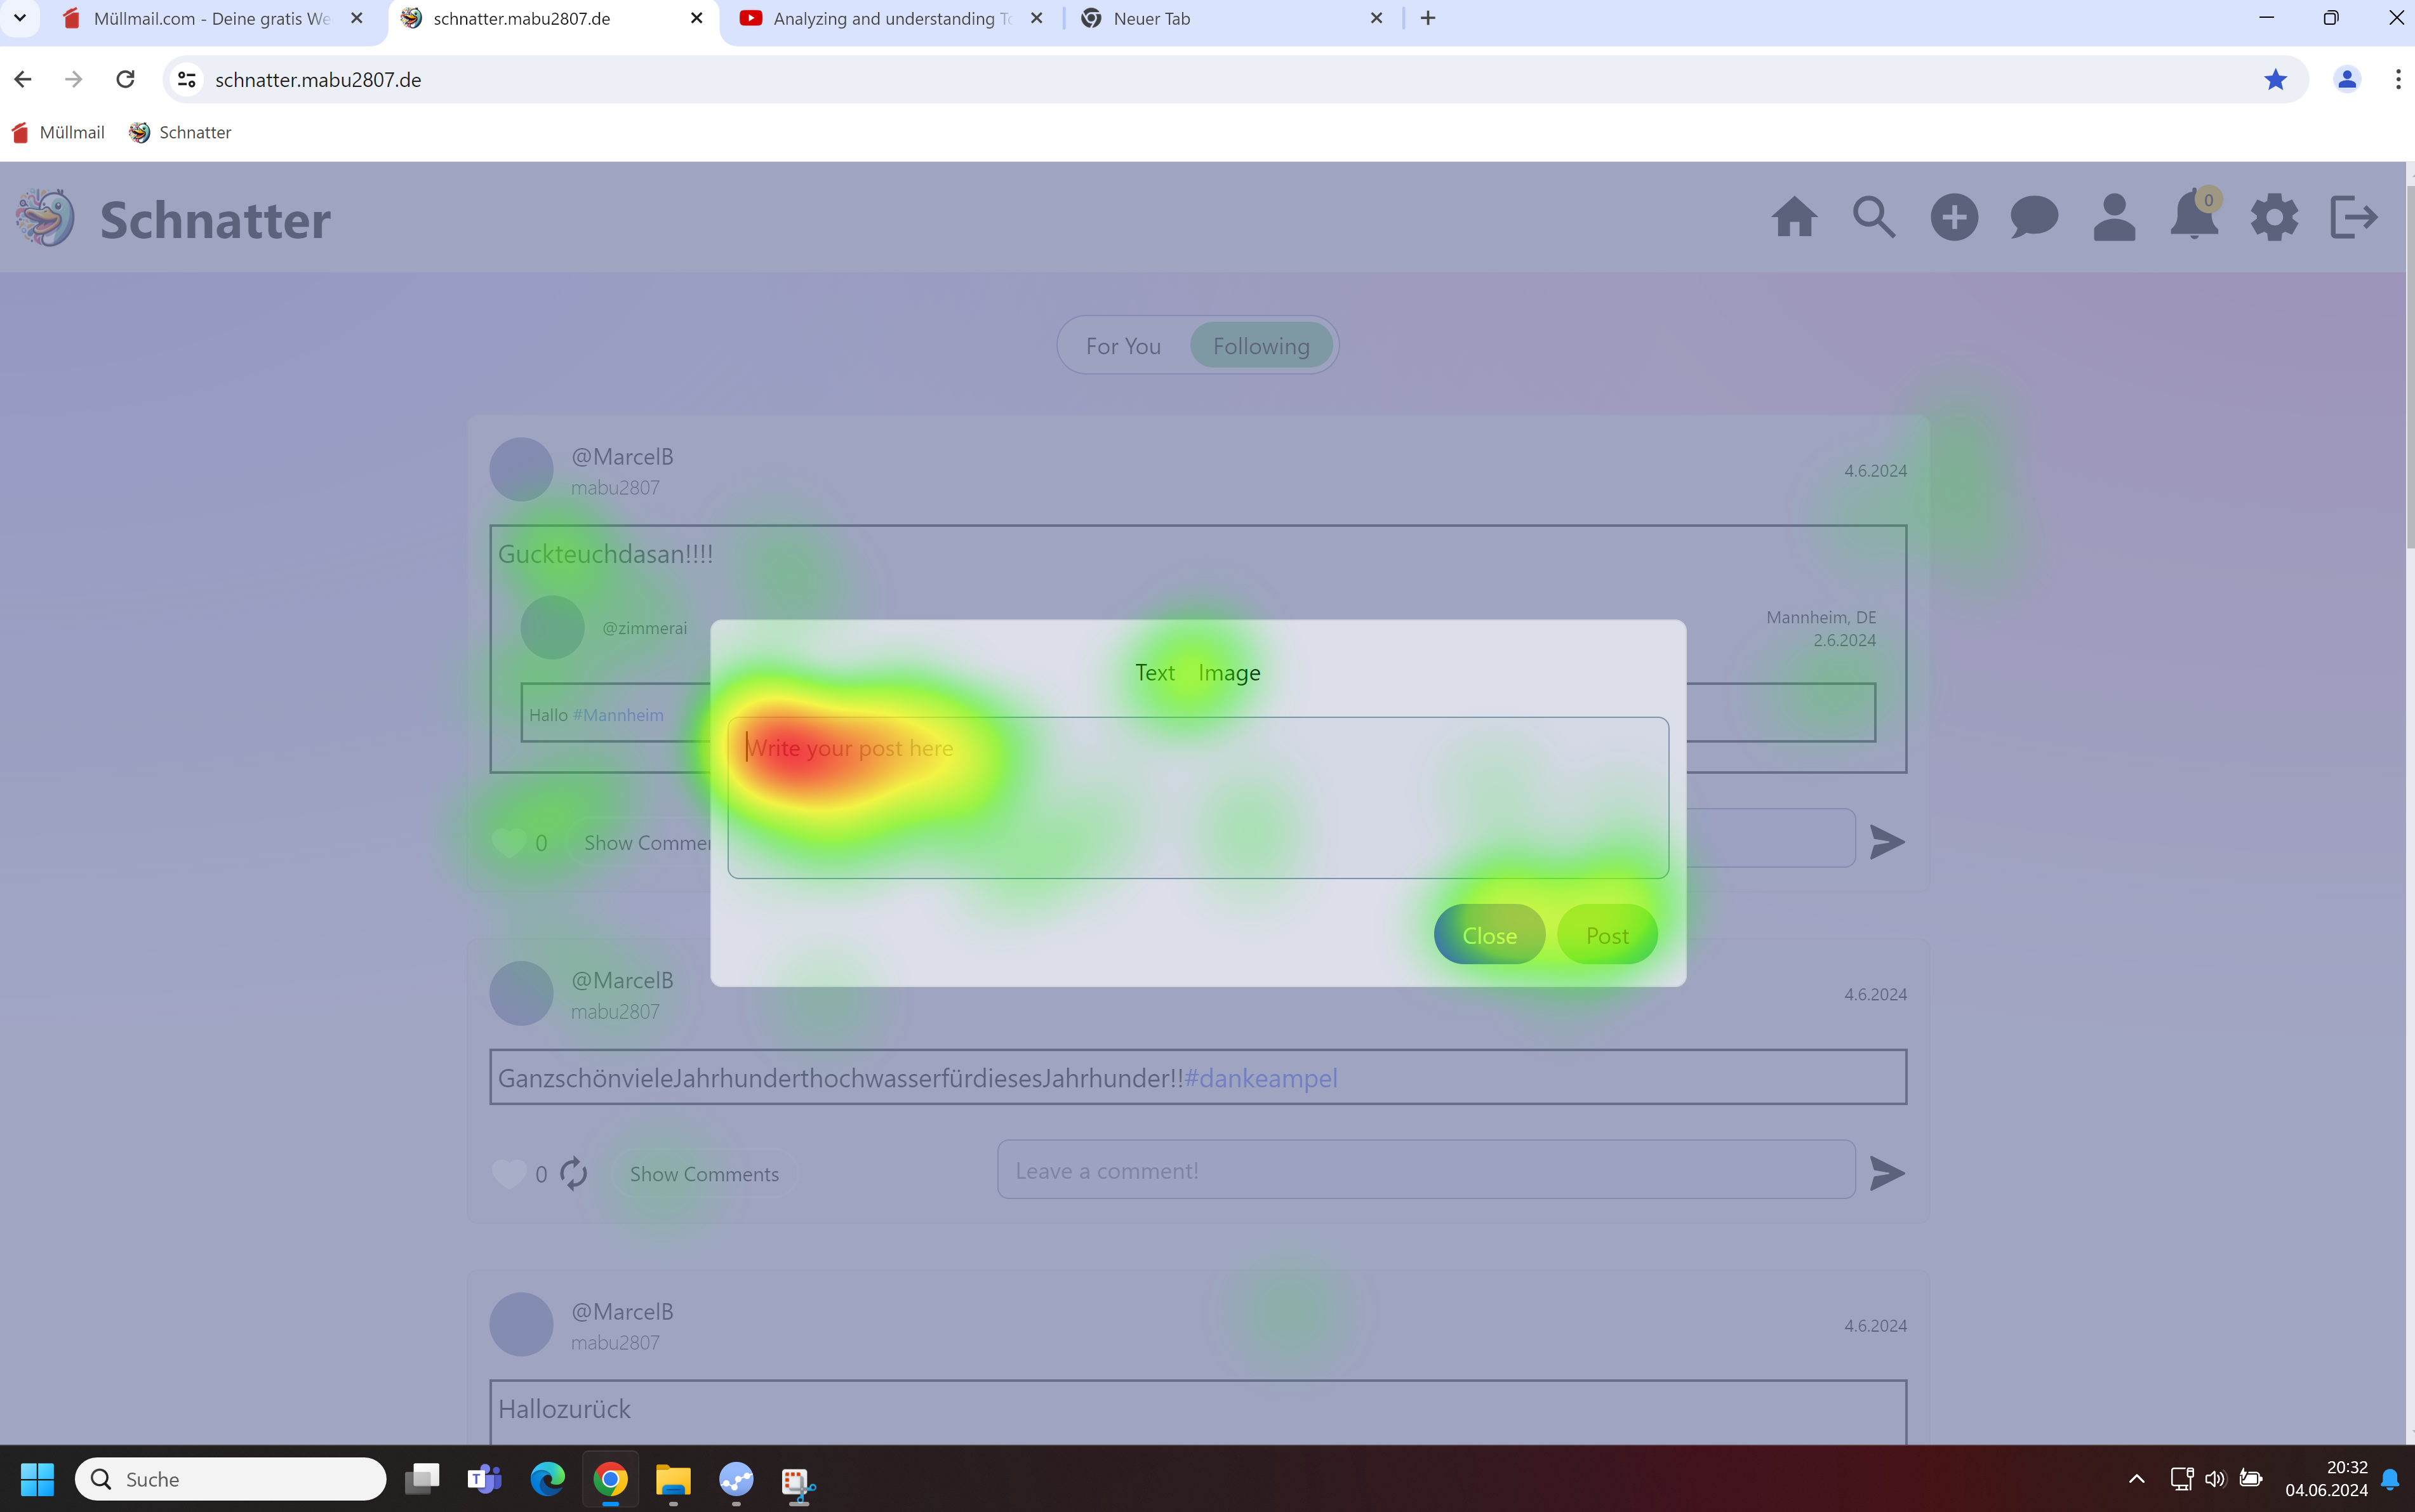 Müllmail.com - Deine gratis We
schnatter.mabu2807.de
Analyzing and understanding To
Neuer Tab
schnatter.mabu2807.de
Müllmail
Schnatter
Schnatter
0
For You
Following
@MarcelB
mabu2807
4.6.2024
Guckteuchdasan!!!!
@zimmerai
Mannheim, DE
2.6.2024
Text
Image
Hallo #Mannheim
Write your post here
0
Show Commen
Close
Post
@MarcelB
mabu2807
4.6.2024
GanzschönvieleJahrhunderthochwasserfürdiesesJahrhunder!!#dankeampel
0
Show Comments
Leave a comment!
@MarcelB
mabu2807
4.6.2024
Hallozurück
Suche
20:32
04.06.2024